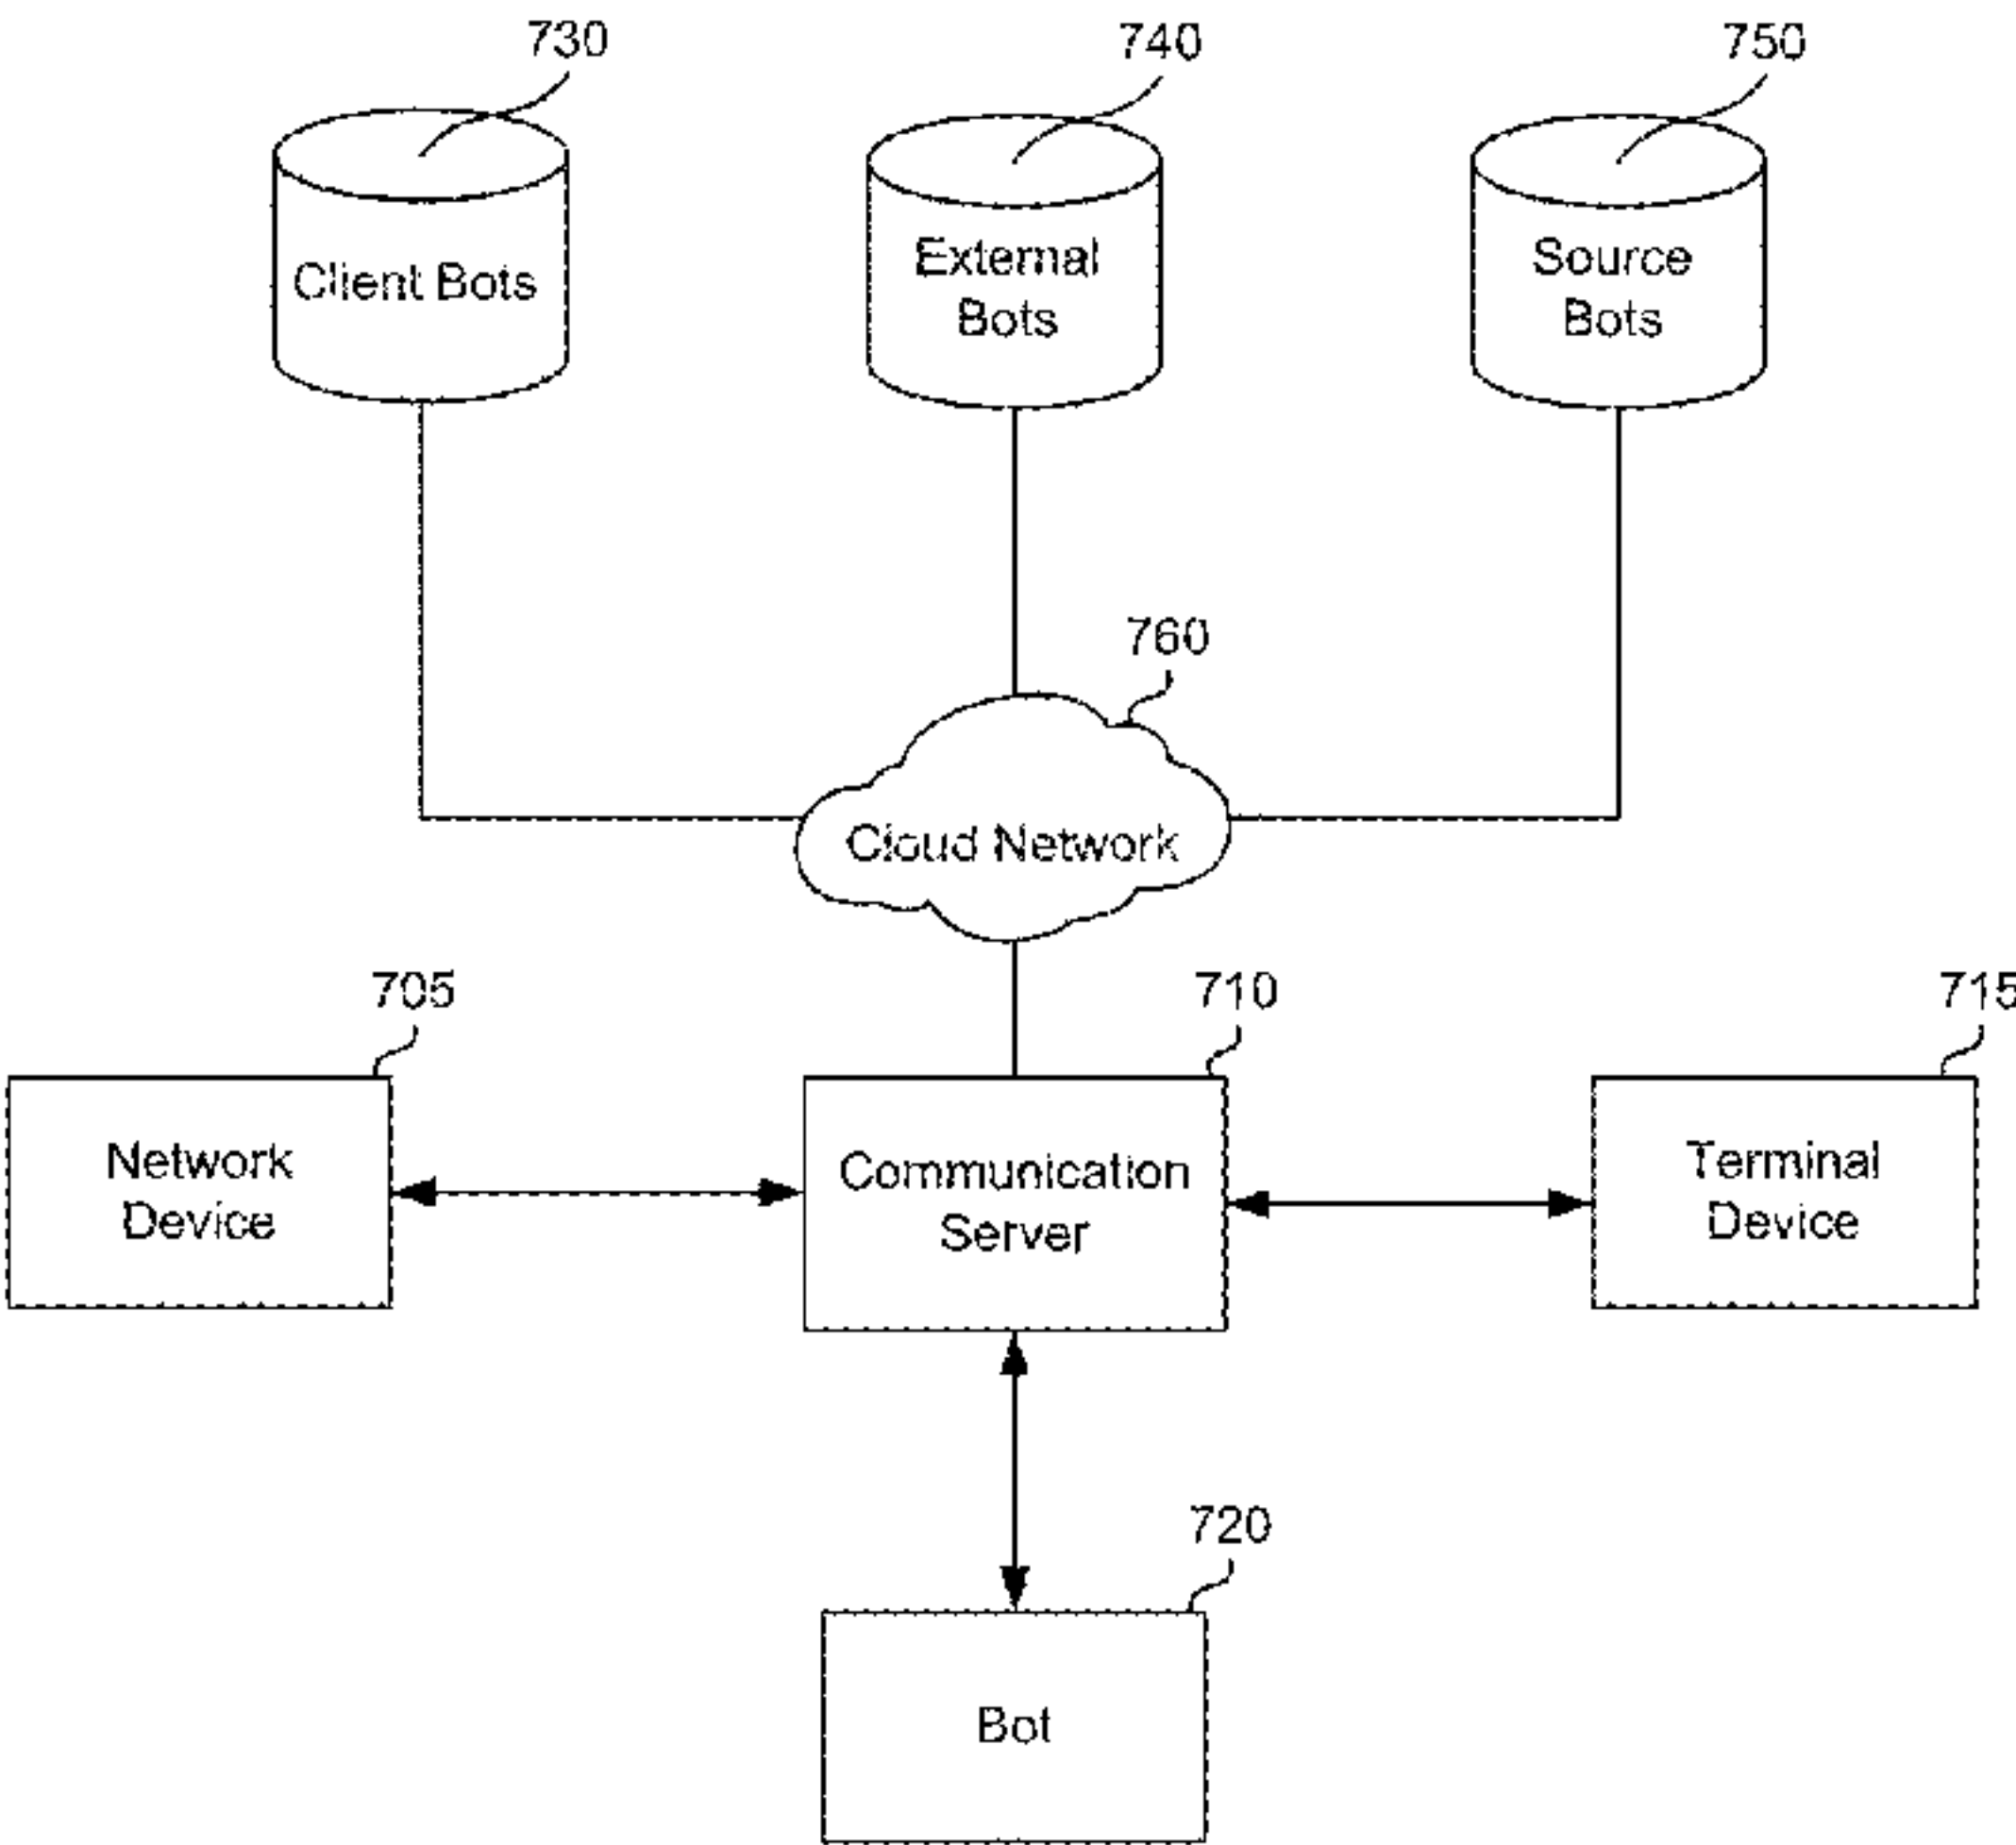 730
740
750
Client Bots
External
Bots
Source
Bots
760
Cloud Network
705
710
715
Network
Device
Communication
Server
Terminal
Device
720
Bot